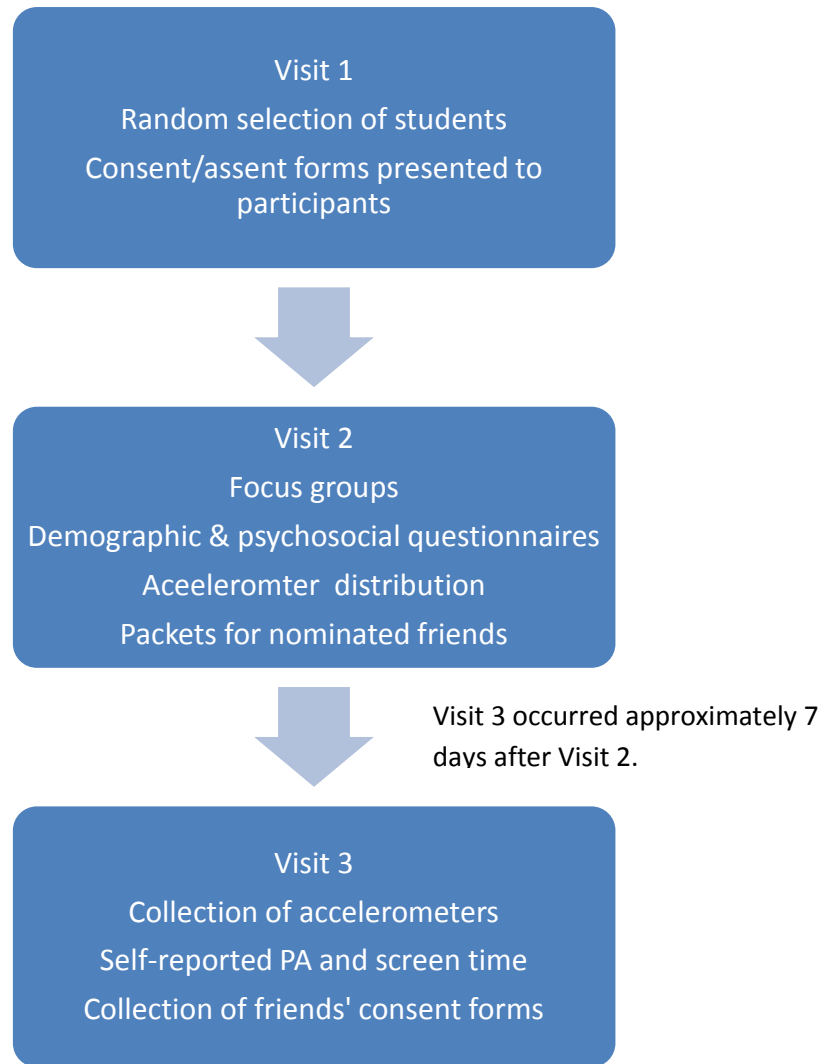 Visit 1
Random selection of students
Consent/assent forms presented to
participants
Visit 2
Focus groups
Demographic & psychosocial questionnaires
Aceeleromter distribution
Packets for nominated friends
Visit 3 occurred approximately 7
days after Visit 2.
Visit 3
Collection of accelerometers
Self-reported PA and screen time
Collection of friends' consent forms